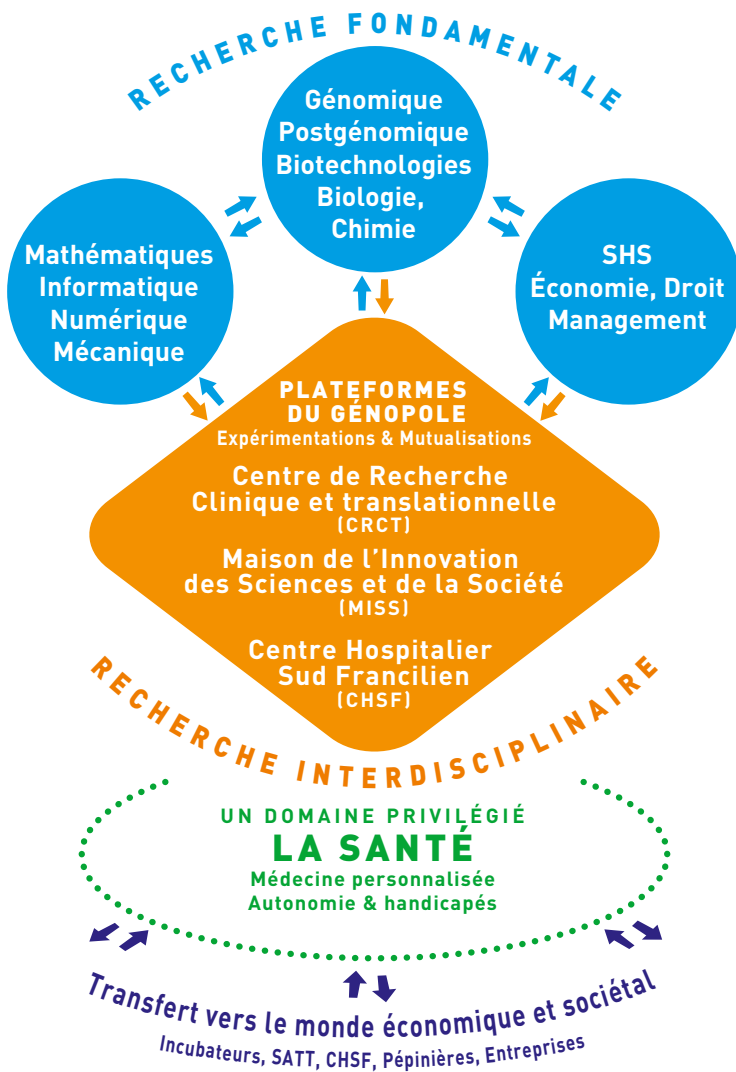 RECHERCHE FONDAMENTALE
Génomique
Postgénomique
Biotechnologies
Biologie,
Chimie
Mathématiques
Informatique
Numérique
Mécanique
SHS
Économie, Droit
Management
PLATEFORMES
DU GÉNOPOLE
Expérimentations & Mutualisations
Centre de Recherche
Clinique et translationnelle
(CRCT)
Maison de l'Innovation
des Sciences et de la Société
(MISS)
Centre Hospitalier
Sud Francilien
(CHSF)
RECHERCHE INTERDISCIPLINAIRE
UN DOMAINE PRIVILÉGIÉ
LA SANTÉ
Médecine personnalisée
Autonomie & handicapés
Transfert vers le monde économique et sociétal
Incubateurs, SATT, CHSF, Pépinières, Entreprises